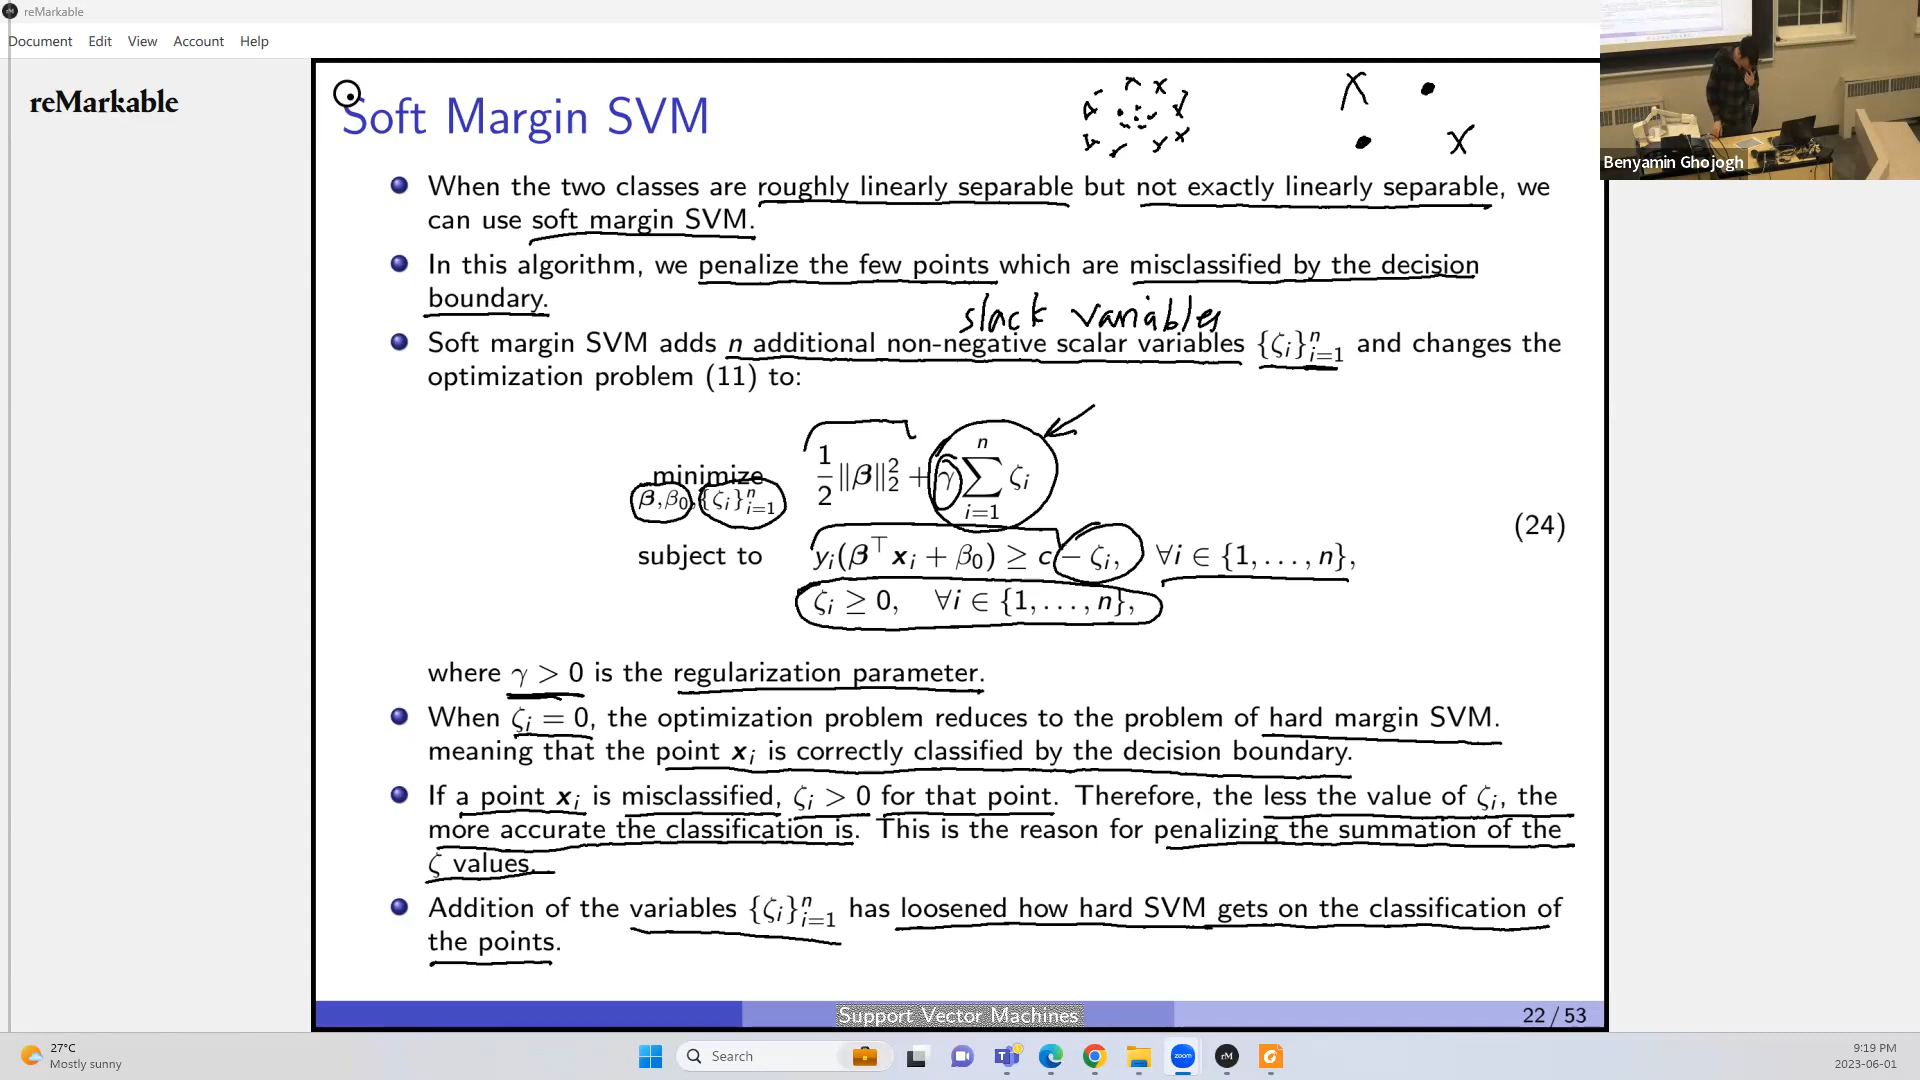 reMarkable
Document Edit View Account Help
reMarkable
Benyamin Ghojogh
Soft Margin SVM
X
X
When the two classes are roughly linearly separable but not exactly linearly separable, we
can use soft margin SVM.
In this algorithm, we penalize the few points which are misclassified by the decision
boundary.
slack variables
Soft margin SVM adds n additional non-negative scalar variables {ζᵢ}ⁿᵢ₌₁ and changes the
optimization problem (11) to:
minimize β,β₀,{ζᵢ}ⁿᵢ₌₁ 1/2 ‖β‖₂² + γ ∑ⁿᵢ₌₁ ζᵢ
subject to yᵢ(β⊤xᵢ + β₀) ≥ c − ζᵢ, ∀i ∈ {1, . . . , n},
(24)
ζᵢ ≥ 0, ∀i ∈ {1, . . . , n},
where γ > 0 is the regularization parameter.
When ζᵢ = 0, the optimization problem reduces to the problem of hard margin SVM.
meaning that the point xᵢ is correctly classified by the decision boundary.
If a point xᵢ is misclassified, ζᵢ > 0 for that point. Therefore, the less the value of ζᵢ, the
more accurate the classification is. This is the reason for penalizing the summation of the
ζ values.
Addition of the variables {ζᵢ}ⁿᵢ₌₁ has loosened how hard SVM gets on the classification of
the points.
Support Vector Machines
22 / 53
27°C
Mostly sunny
Search
zoom
rM
9:19 PM
2023-06-01